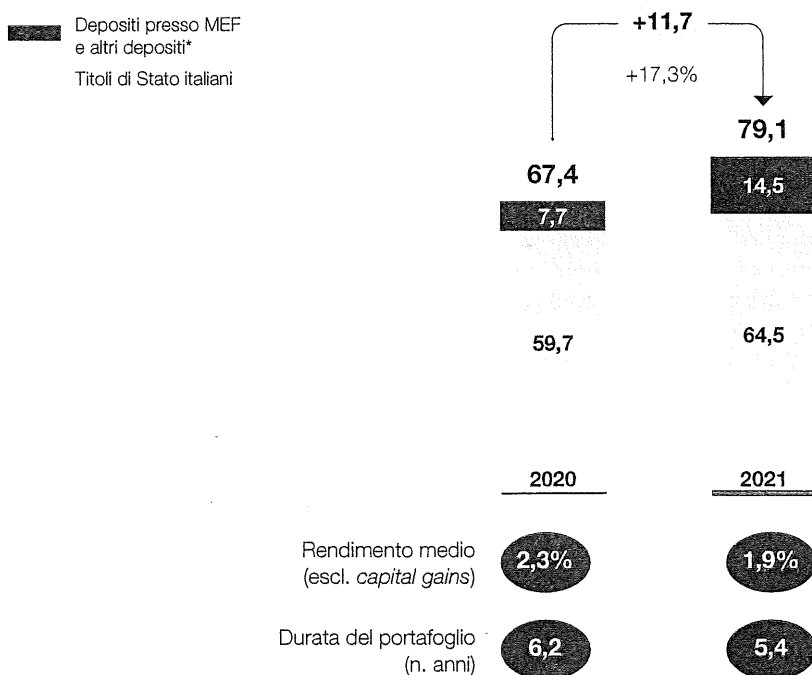 Depositi presso MEF
e altri depositi*
Titoli di Stato italiani
+11,7
+17,3%
67,4
79,1
7,7
14,5
59,7
64,5
2020
2021
Rendimento medio
(escl. capital gains)
2,3%
1,9%
Durata del portafoglio
(n. anni)
6,2
5,4